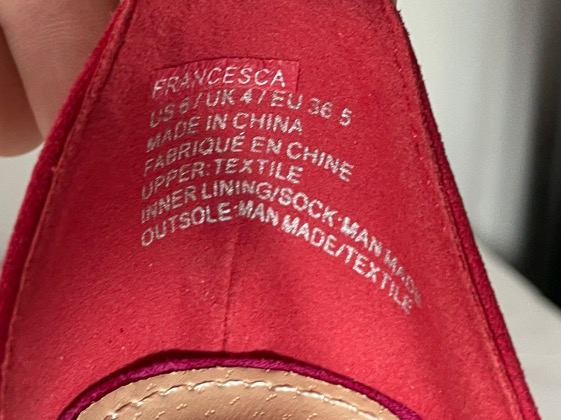 FRANCESCA
US 6/ UK 4/ EU 36.5
MADE IN CHINA
FABRIQUÉ EN CHINE
UPPER:TEXTILE
INNER LINING/SOCK:MAN MADE
OUTSOLE:MAN MADE/TEXTILE